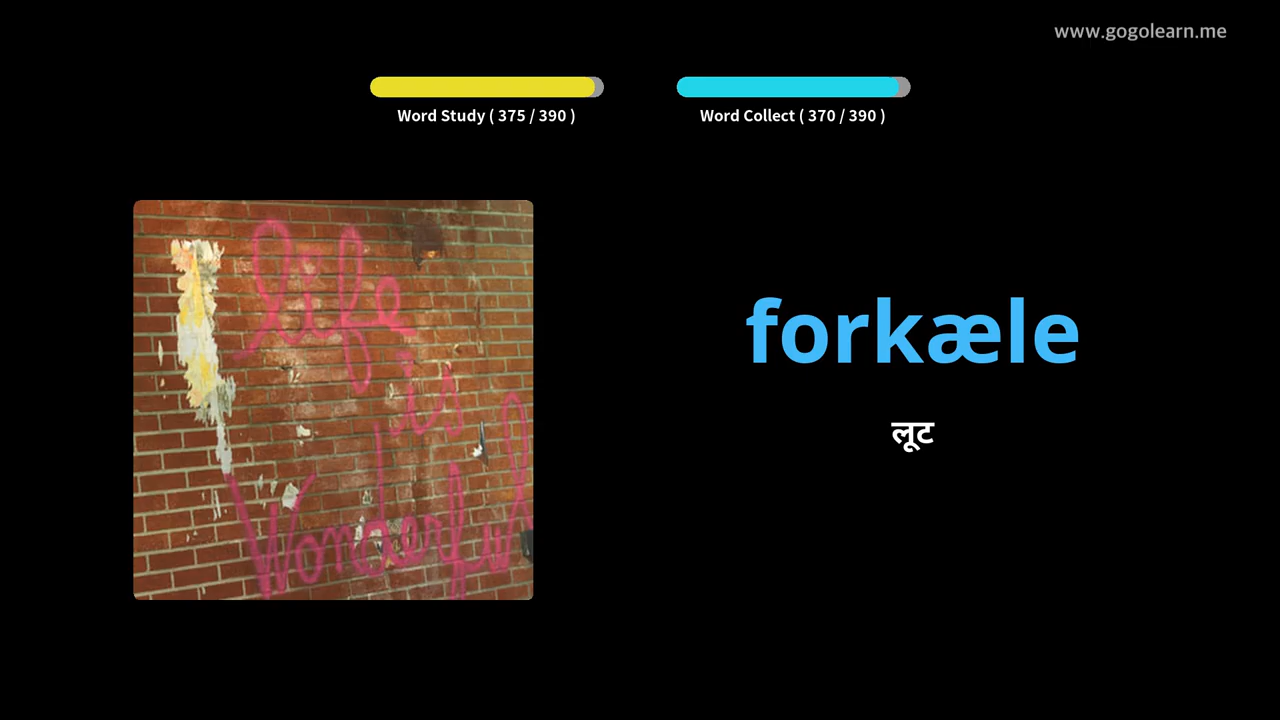 www.gogolearn.me
Word Study ( 375 / 390 )
Word Collect ( 370 / 390 )
life
is
Wonderful
forkæle
लूट